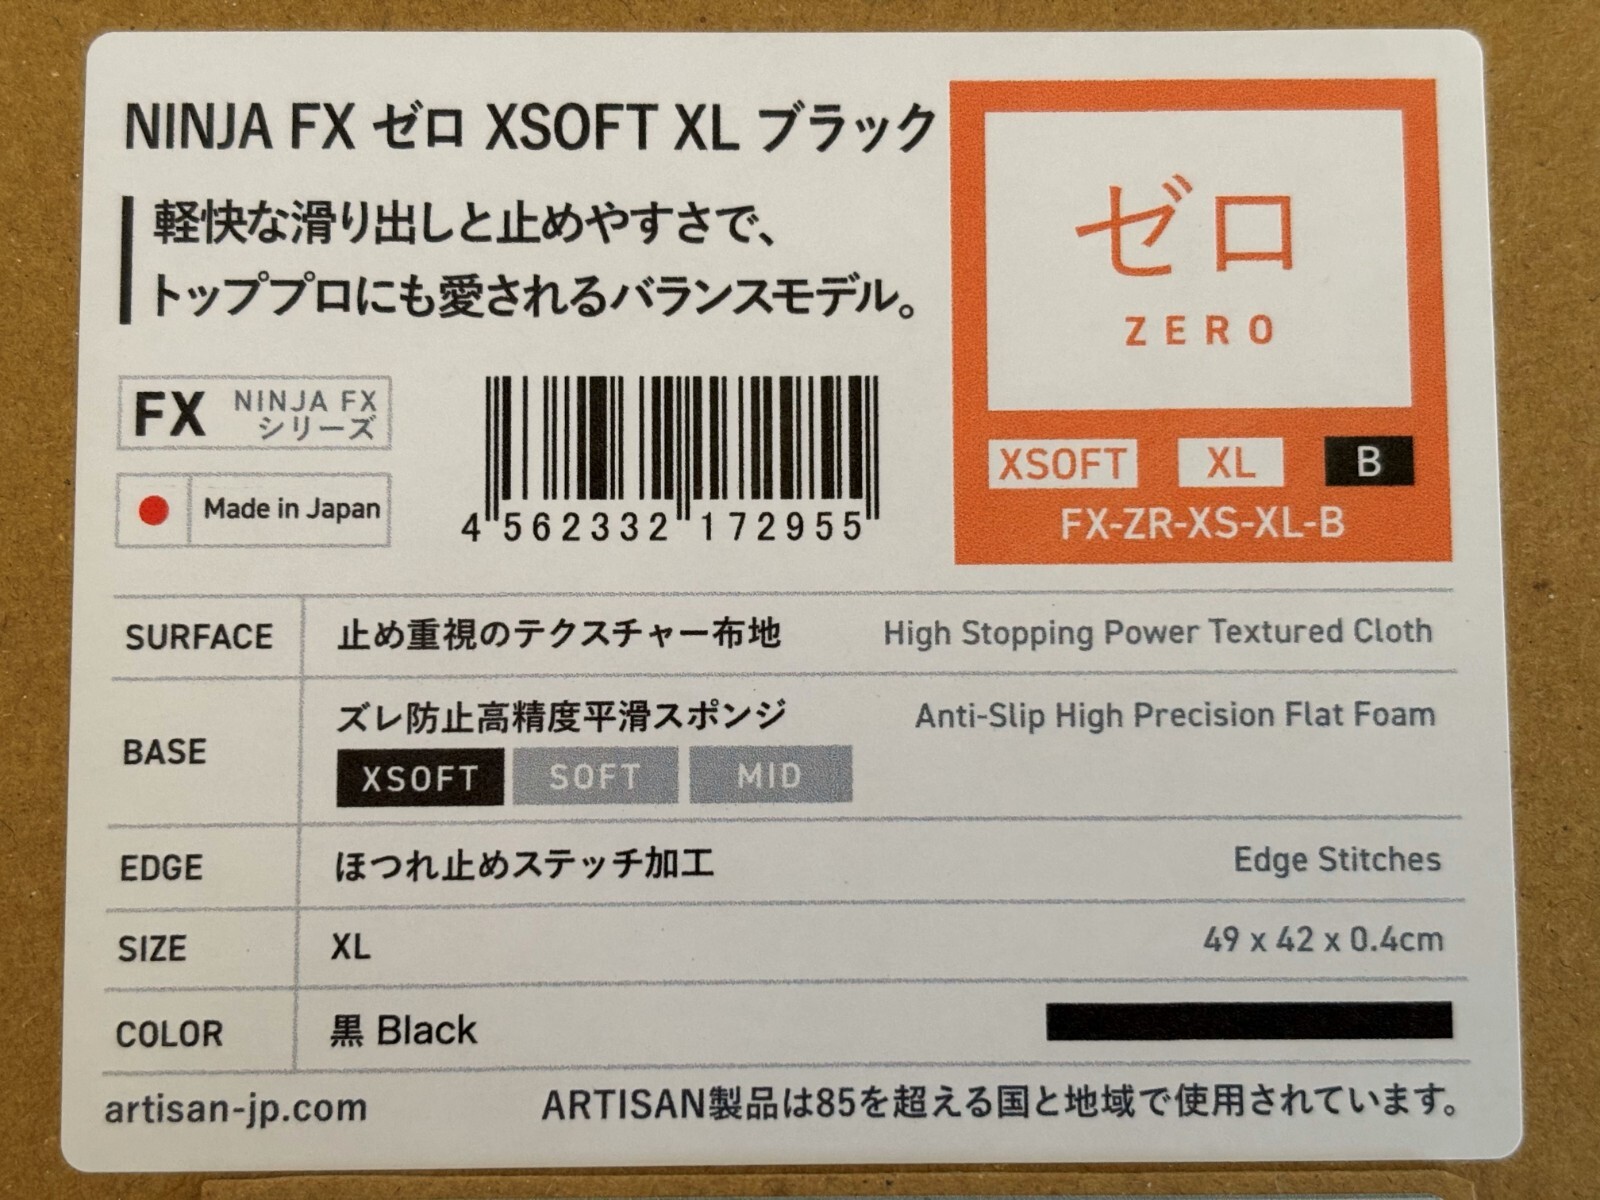 NINJA FX ゼロ XSOFT XL ブラック
軽快な滑り出しと止めやすさで、
トッププロにも愛されるバランスモデル。
ゼロ
ZERO
XSOFT XL B
FX-ZR-XS-XL-B
FX NINJA FX
シリーズ
Made in Japan
4 562332 172955
SURFACE 止め重視のテクスチャー布地 High Stopping Power Textured Cloth
BASE ズレ防止高精度平滑スポンジ Anti-Slip High Precision Flat Foam
XSOFT SOFT MID
EDGE ほつれ止めステッチ加工 Edge Stitches
SIZE XL 49 x 42 x 0.4cm
COLOR 黒 Black
artisan-jp.com ARTISAN製品は85を超える国と地域で使用されています。